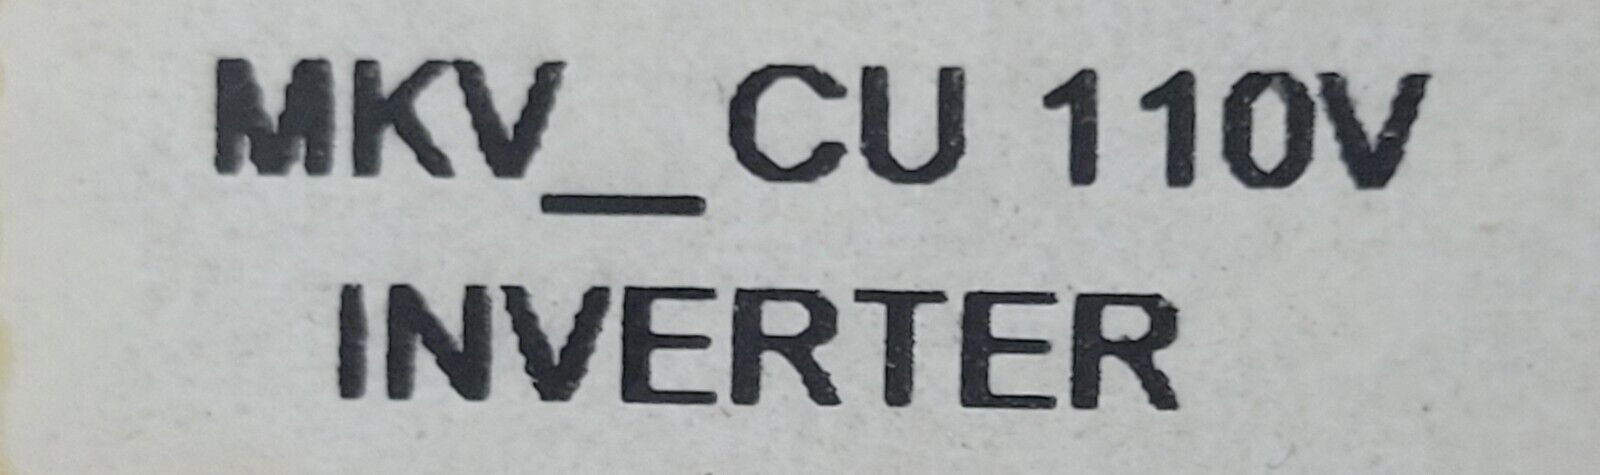 MKV_CU 110V
INVERTER